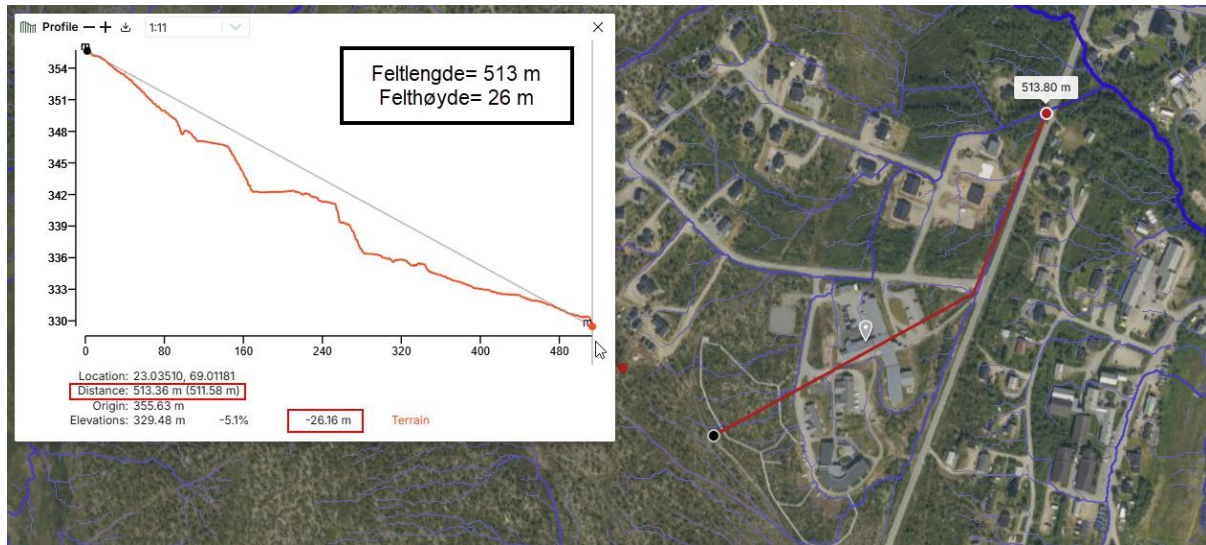 Profile
1:11
Feltlengde= 513 m
Felthøyde= 26 m
354
351
348
345
342
339
336
333
330
m
0
80
160
240
320
400
480
Location: 23.03510, 69.01181
Distance: 513.36 m (511.58 m)
Origin: 355.63 m
Elevations: 329.48 m -5.1% -26.16 m Terrain
513.80 m